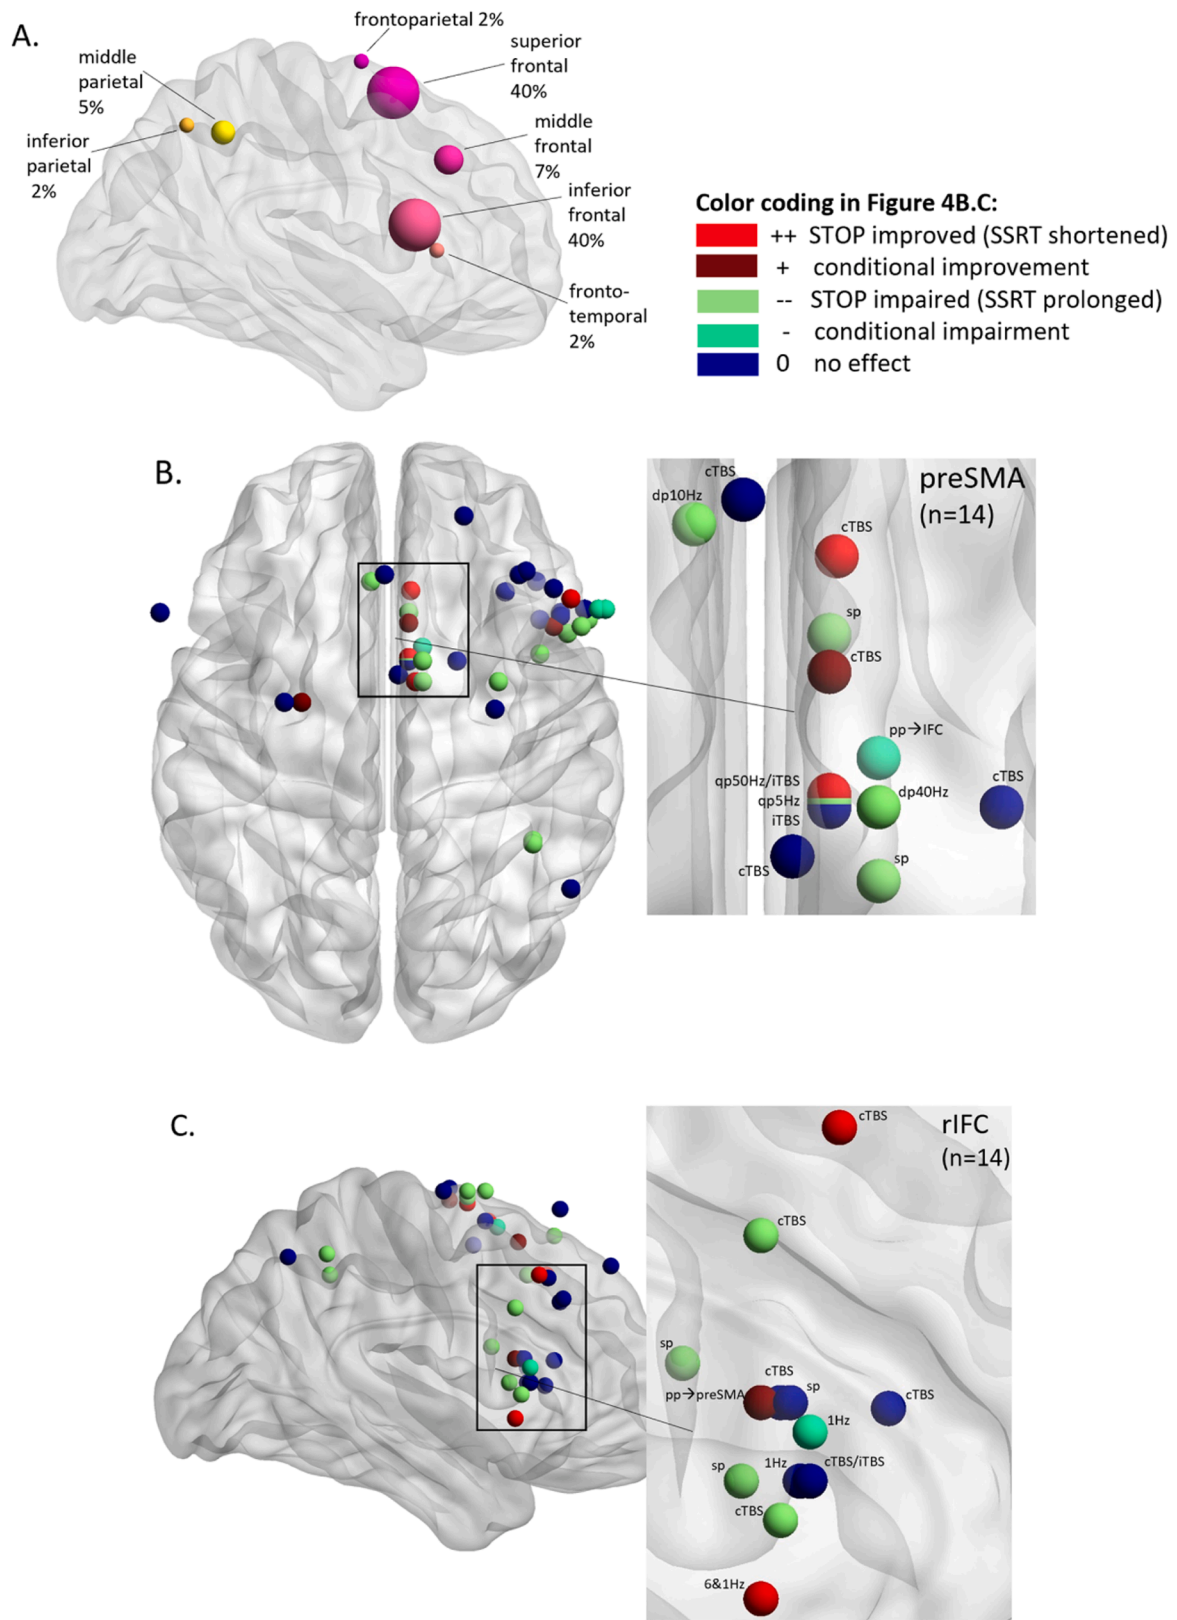 A.
frontoparietal 2%
superior
frontal
40%
middle
parietal
5%
middle
frontal
7%
inferior
parietal
2%
inferior
frontal
40%
fronto-
temporal
2%
Color coding in Figure 4B.C:
++ STOP improved (SSRT shortened)
+ conditional improvement
-- STOP impaired (SSRT prolonged)
- conditional impairment
0 no effect
B.
preSMA
(n=14)
cTBS
dp10Hz
cTBS
sp
cTBS
pp→IFC
qp50Hz/iTBS
qp5Hz
iTBS
dp40Hz
cTBS
cTBS
sp
C.
rIFC
(n=14)
cTBS
cTBS
sp
cTBS
pp→preSMA
sp
cTBS
1Hz
sp
1Hz
cTBS/iTBS
cTBS
6&1Hz